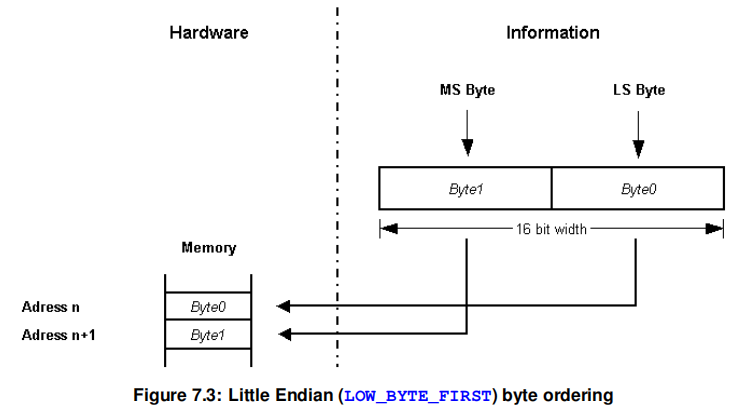 Hardware
Information
MS Byte
LS Byte
Byte1
Byte0
16 bit width
Memory
Adress n
Byte0
Adress n+1
Byte1
Figure 7.3: Little Endian (LOW_BYTE_FIRST) byte ordering